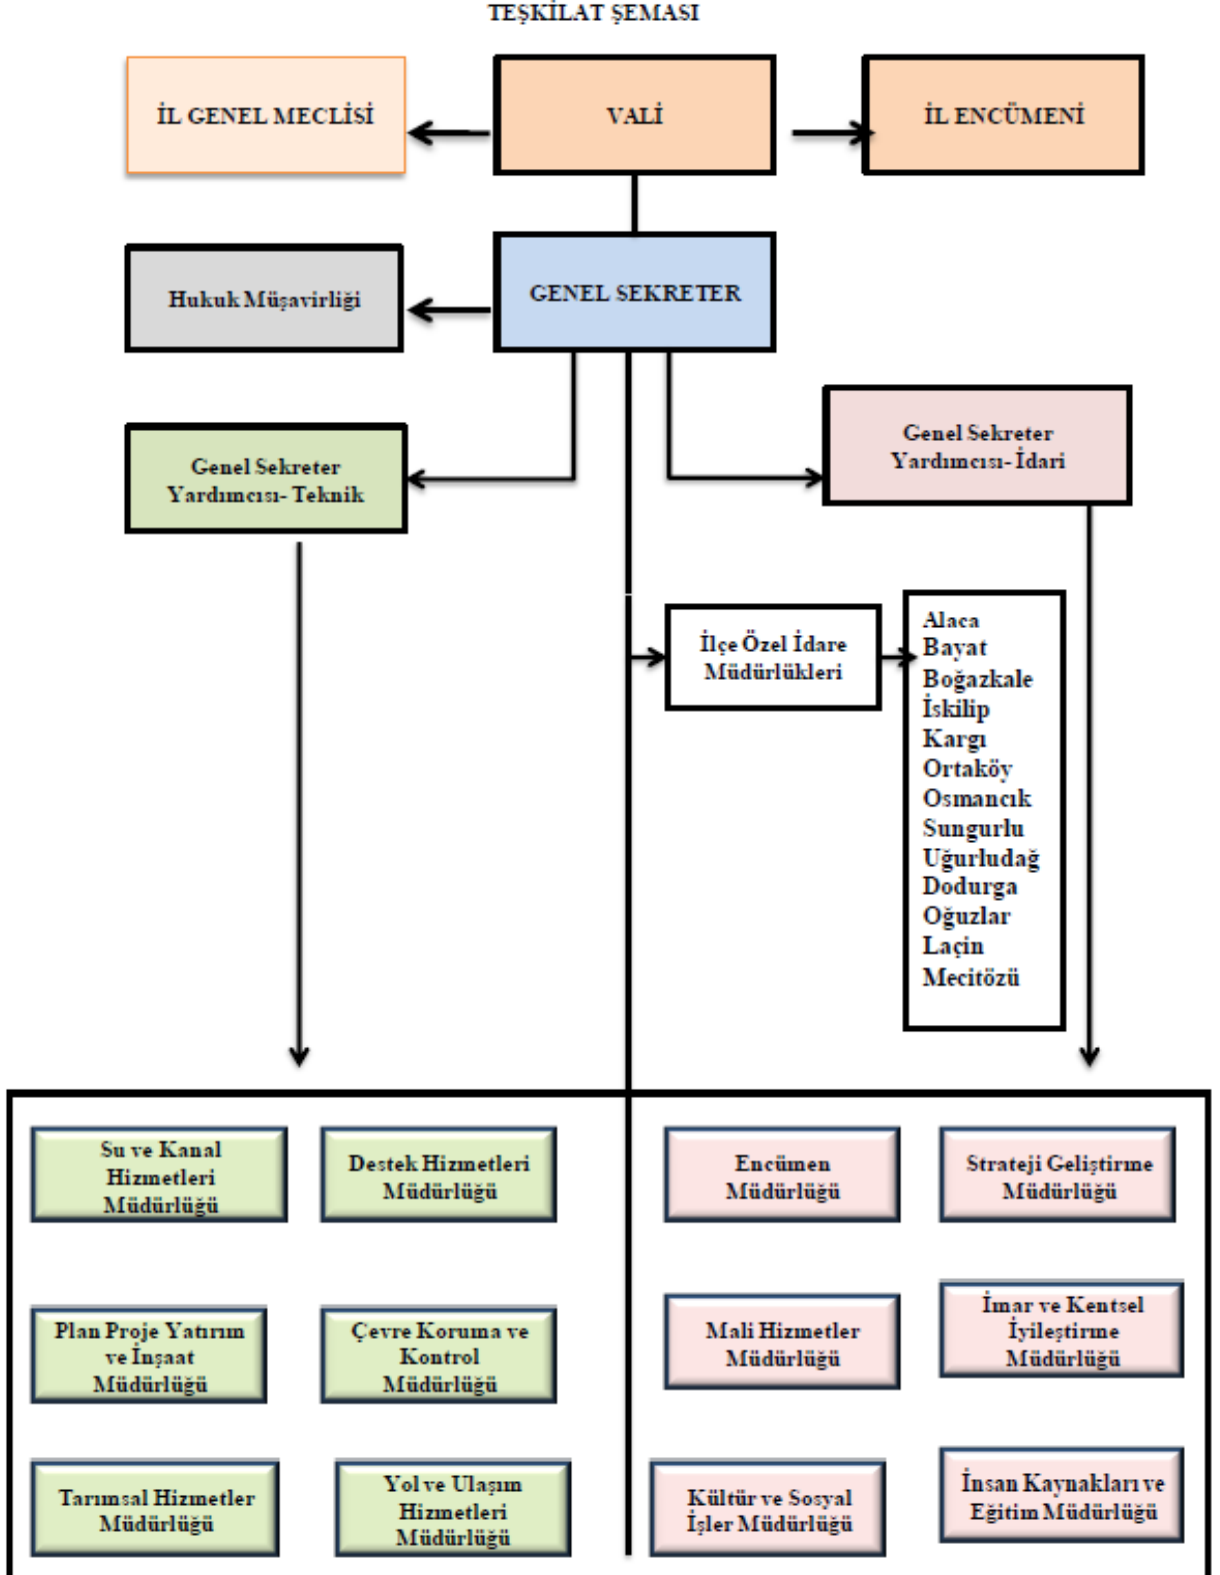 TEŞKİLAT ŞEMASI
İL GENEL MECLİSİ
VALİ
İL ENCÜMENİ
Hukuk Müşavirliği
GENEL SEKRETER
Genel Sekreter
Yardımcısı- Teknik
Genel Sekreter
Yardımcısı- İdari
İlçe Özel İdare
Müdürlükleri
Alaca
Bayat
Boğazkale
İskilip
Kargı
Ortaköy
Osmancık
Sungurlu
Uğurludağ
Dodurga
Oğuzlar
Laçin
Mecitözü
Su ve Kanal
Hizmetleri
Müdürlüğü
Destek Hizmetleri
Müdürlüğü
Encümen
Müdürlüğü
Strateji Geliştirme
Müdürlüğü
Plan Proje Yatırım
ve İnşaat
Müdürlüğü
Çevre Koruma ve
Kontrol
Müdürlüğü
Mali Hizmetler
Müdürlüğü
İmar ve Kentsel
İyileştirme
Müdürlüğü
Tarımsal Hizmetler
Müdürlüğü
Yol ve Ulaşım
Hizmetleri
Müdürlüğü
Kültür ve Sosyal
İşler Müdürlüğü
İnsan Kaynakları ve
Eğitim Müdürlüğü